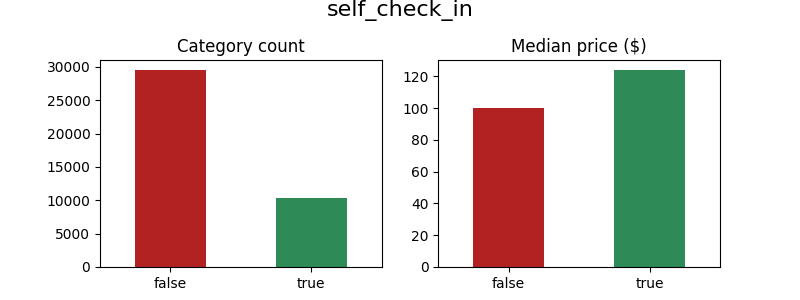 self_check_in
Category count
30000
25000
20000
15000
10000
5000
0
false true
Median price ($)
120
100
80
60
40
20
0
false true